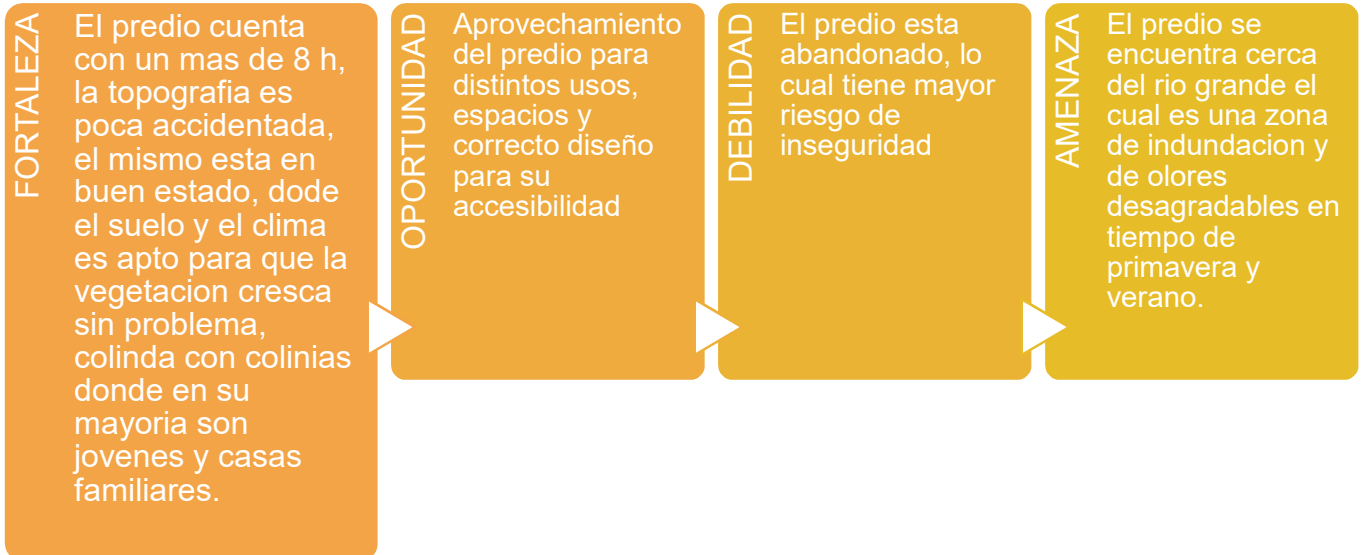 FORTALEZA
El predio cuenta
con un mas de 8 h,
la topografia es
poca accidentada,
el mismo esta en
buen estado, dode
el suelo y el clima
es apto para que la
vegetacion cresca
sin problema,
colinda con colinias
donde en su
mayoria son
jovenes y casas
familiares.
OPORTUNIDAD
Aprovechamiento
del predio para
distintos usos,
espacios y
correcto diseño
para su
accesibilidad
DEBILIDAD
El predio esta
abandonado, lo
cual tiene mayor
riesgo de
inseguridad
AMENAZA
El predio se
encuentra cerca
del rio grande el
cual es una zona
de indundacion y
de olores
desagradables en
tiempo de
primavera y
verano.